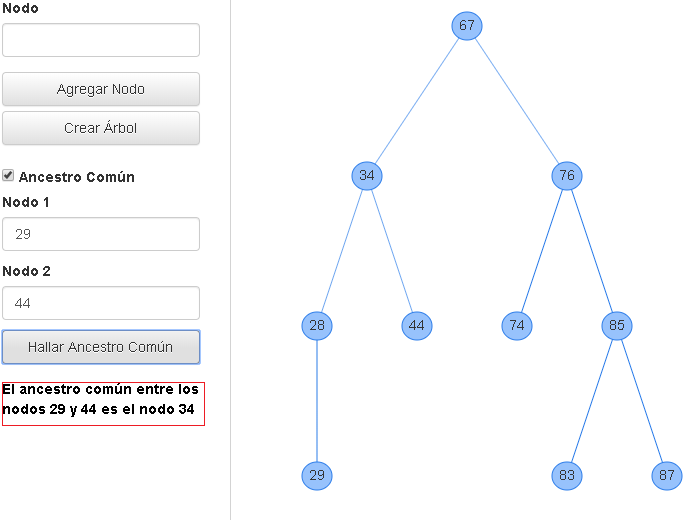 Nodo
Agregar Nodo
Crear Árbol
Ancestro Común
Nodo 1
29
Nodo 2
44
Hallar Ancestro Común
El ancestro común entre los
nodos 29 y 44 es el nodo 34
67
34 76
28 44 74 85
29 83 87